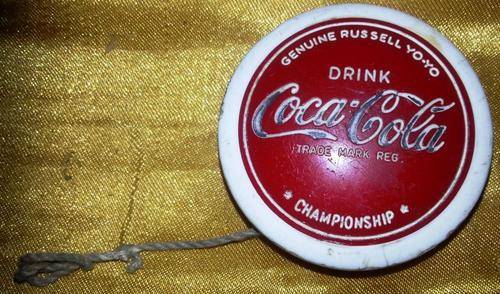 GENUINE RUSSELL YO-YO
DRINK
Coca-Cola
TRADE MARK REG.
CHAMPIONSHIP